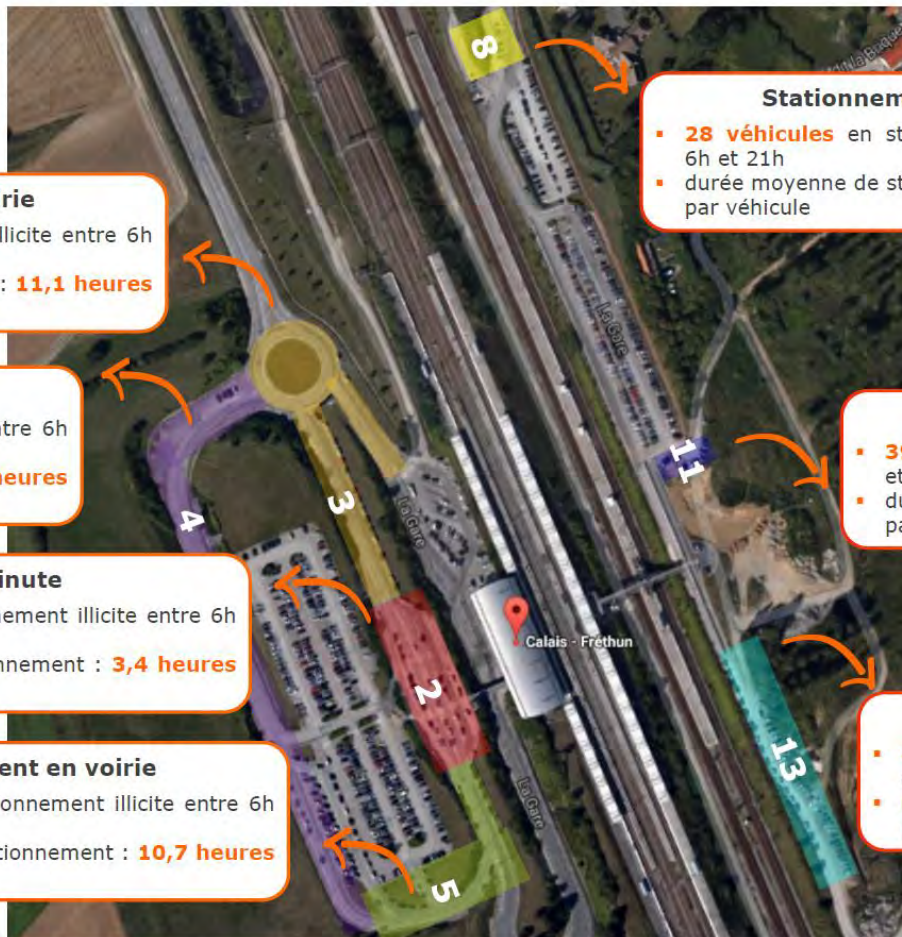 8
Stationnem
28 véhicules en st
6h et 21h
durée moyenne de st
par véhicule
rie
llicite entre 6h
: 11,1 heures
ntre 6h
heures
3
4
La Gare
La Gare
11
39
et
du
pa
inute
nement illicite entre 6h
nnement : 3,4 heures
Calais - Fréthun
2
13
ent en voirie
onnement illicite entre 6h
tionnement : 10,7 heures
La Gare
5